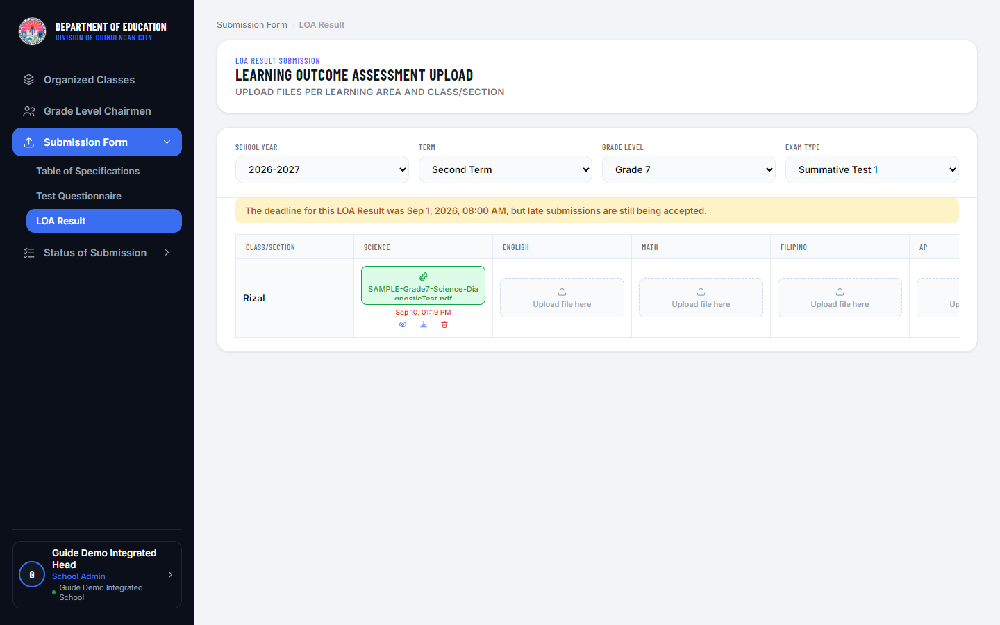 DEPARTMENT OF EDUCATION
DIVISION OF GUIHULNGAN CITY
Organized Classes
Grade Level Chairmen
Submission Form
Table of Specifications
Test Questionnaire
LOA Result
Status of Submission
G
Guide Demo Integrated
Head
School Admin
Guide Demo Integrated
School
Submission Form / LOA Result
LOA RESULT SUBMISSION
LEARNING OUTCOME ASSESSMENT UPLOAD
UPLOAD FILES PER LEARNING AREA AND CLASS/SECTION
SCHOOL YEAR TERM GRADE LEVEL EXAM TYPE
2026-2027 Second Term Grade 7 Summative Test 1
The deadline for this LOA Result was Sep 1, 2026, 08:00 AM, but late submissions are still being accepted.
CLASS/SECTION SCIENCE ENGLISH MATH FILIPINO AP
Rizal
SAMPLE-Grade7-Science-Dia
gnosticTest.pdf
Sep 10, 01:19 PM
Upload file here Upload file here Upload file here Up